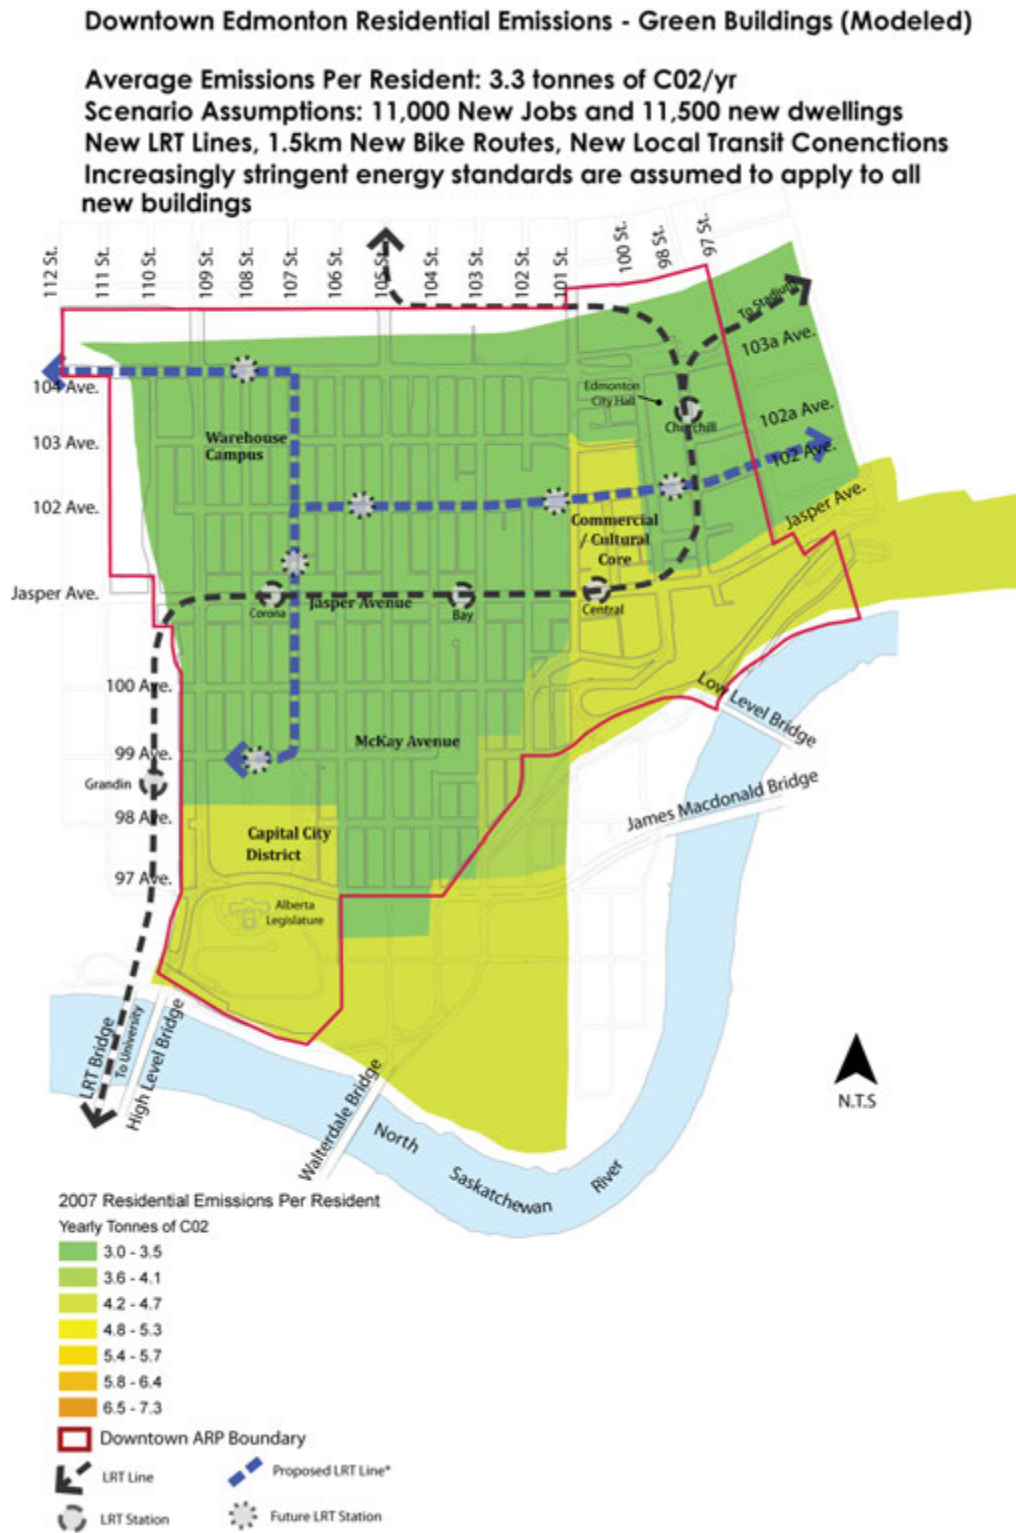 Downtown Edmonton Residential Emissions - Green Buildings (Modeled)
Average Emissions Per Resident: 3.3 tonnes of C02/yr
Scenario Assumptions: 11,000 New Jobs and 11,500 new dwellings
New LRT Lines, 1.5km New Bike Routes, New Local Transit Conenctions
Increasingly stringent energy standards are assumed to apply to all
new buildings
112 St.
111 St.
110 St.
109 St.
108 St.
107 St.
106 St.
105 St.
104 St.
103 St.
102 St.
101 St.
100 St.
98 St.
97 St.
To Stadium
103a Ave.
104 Ave.
Edmonton
City Hall
Churchill
102a Ave.
103 Ave.
Warehouse
Campus
102 Ave.
102 Ave.
Jasper Ave.
Commercial
/ Cultural
Core
Jasper Ave.
Corona
Jasper Avenue
Bay
Central
100 Ave.
Low Level Bridge
99 Ave.
McKay Avenue
Grandin
James Macdonald Bridge
98 Ave.
Capital City
District
97 Ave.
Alberta
Legislature
LRT Bridge
To University
High Level Bridge
Walterdale Bridge
North
Saskatchewan
River
N.T.S
2007 Residential Emissions Per Resident
Yearly Tonnes of C02
3.0 - 3.5
3.6 - 4.1
4.2 - 4.7
4.8 - 5.3
5.4 - 5.7
5.8 - 6.4
6.5 - 7.3
Downtown ARP Boundary
LRT Line
Proposed LRT Line*
LRT Station
Future LRT Station